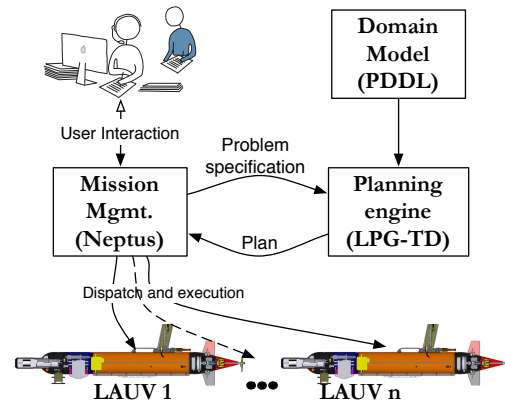 Domain
Model
(PDDL)
User Interaction
Problem
specification
Mission
Mgmt.
(Neptus)
Planning
engine
(LPG-TD)
Plan
Dispatch and execution
LAUV 1
LAUV n